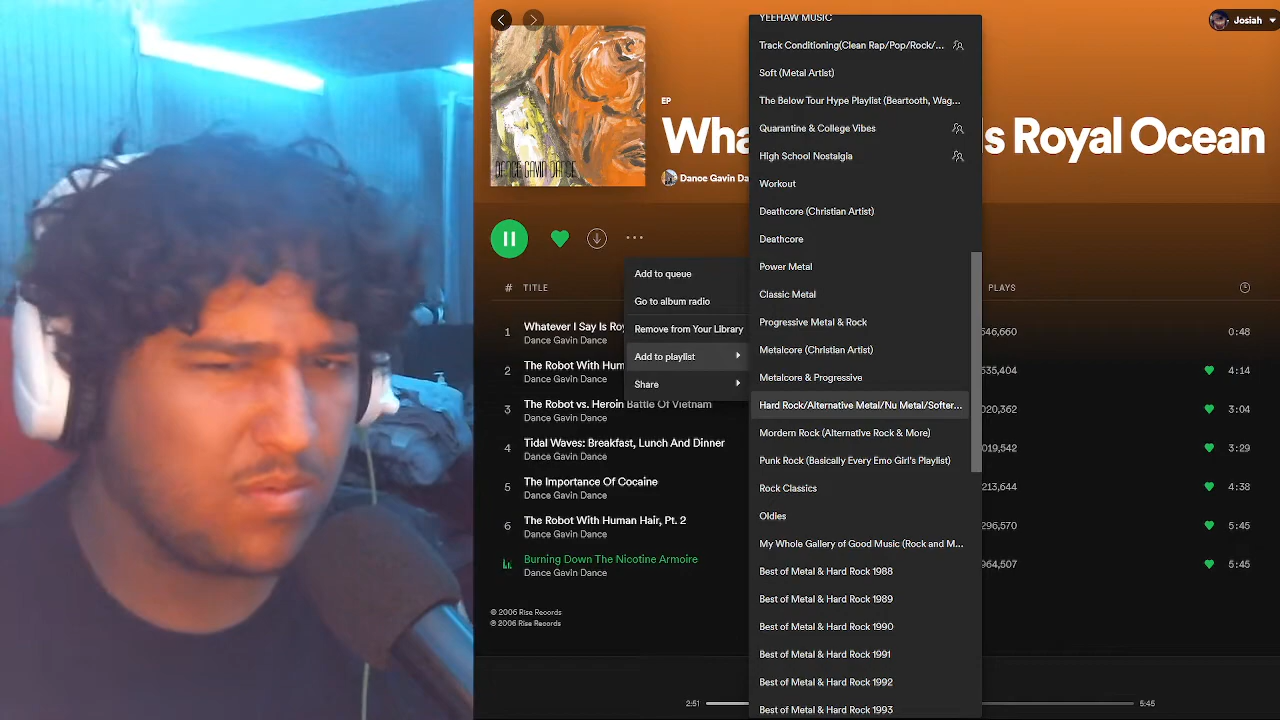 YEEHAW MUSIC
Josiah
Track Conditioning(Clean Rap/Pop/Rock/...
Soft (Metal Artist)
EP
The Below Tour Hype Playlist (Beartooth, Wag...
Quarantine & College Vibes
Wha
s Royal Ocean
High School Nostalgia
DANCE GAVIN DANCE
Dance Gavin Da
Workout
Deathcore (Christian Artist)
Deathcore
Power Metal
Add to queue
# TITLE
PLAYS
Classic Metal
Go to album radio
Progressive Metal & Rock
Remove from Your Library
1 Whatever I Say Is Roy
546,660 0:48
Dance Gavin Dance
Metalcore (Christian Artist)
Add to playlist
2 The Robot With Hum
535,404 4:14
Dance Gavin Dance
Metalcore & Progressive
Share
3 The Robot vs. Heroin Battle Of Vietnam
Hard Rock/Alternative Metal/Nu Metal/Softer...
020,362 3:04
Dance Gavin Dance
Mordern Rock (Alternative Rock & More)
4 Tidal Waves: Breakfast, Lunch And Dinner
019,542 3:29
Dance Gavin Dance
Punk Rock (Basically Every Emo Girl's Playlist)
5 The Importance Of Cocaine
Rock Classics
213,644 4:38
Dance Gavin Dance
Oldies
6 The Robot With Human Hair, Pt. 2
296,570 5:45
Dance Gavin Dance
My Whole Gallery of Good Music (Rock and M...
Burning Down The Nicotine Armoire
964,507 5:45
Dance Gavin Dance
Best of Metal & Hard Rock 1988
Best of Metal & Hard Rock 1989
© 2006 Rise Records
℗ 2006 Rise Records
Best of Metal & Hard Rock 1990
Best of Metal & Hard Rock 1991
Best of Metal & Hard Rock 1992
2:51
5:45
Best of Metal & Hard Rock 1993